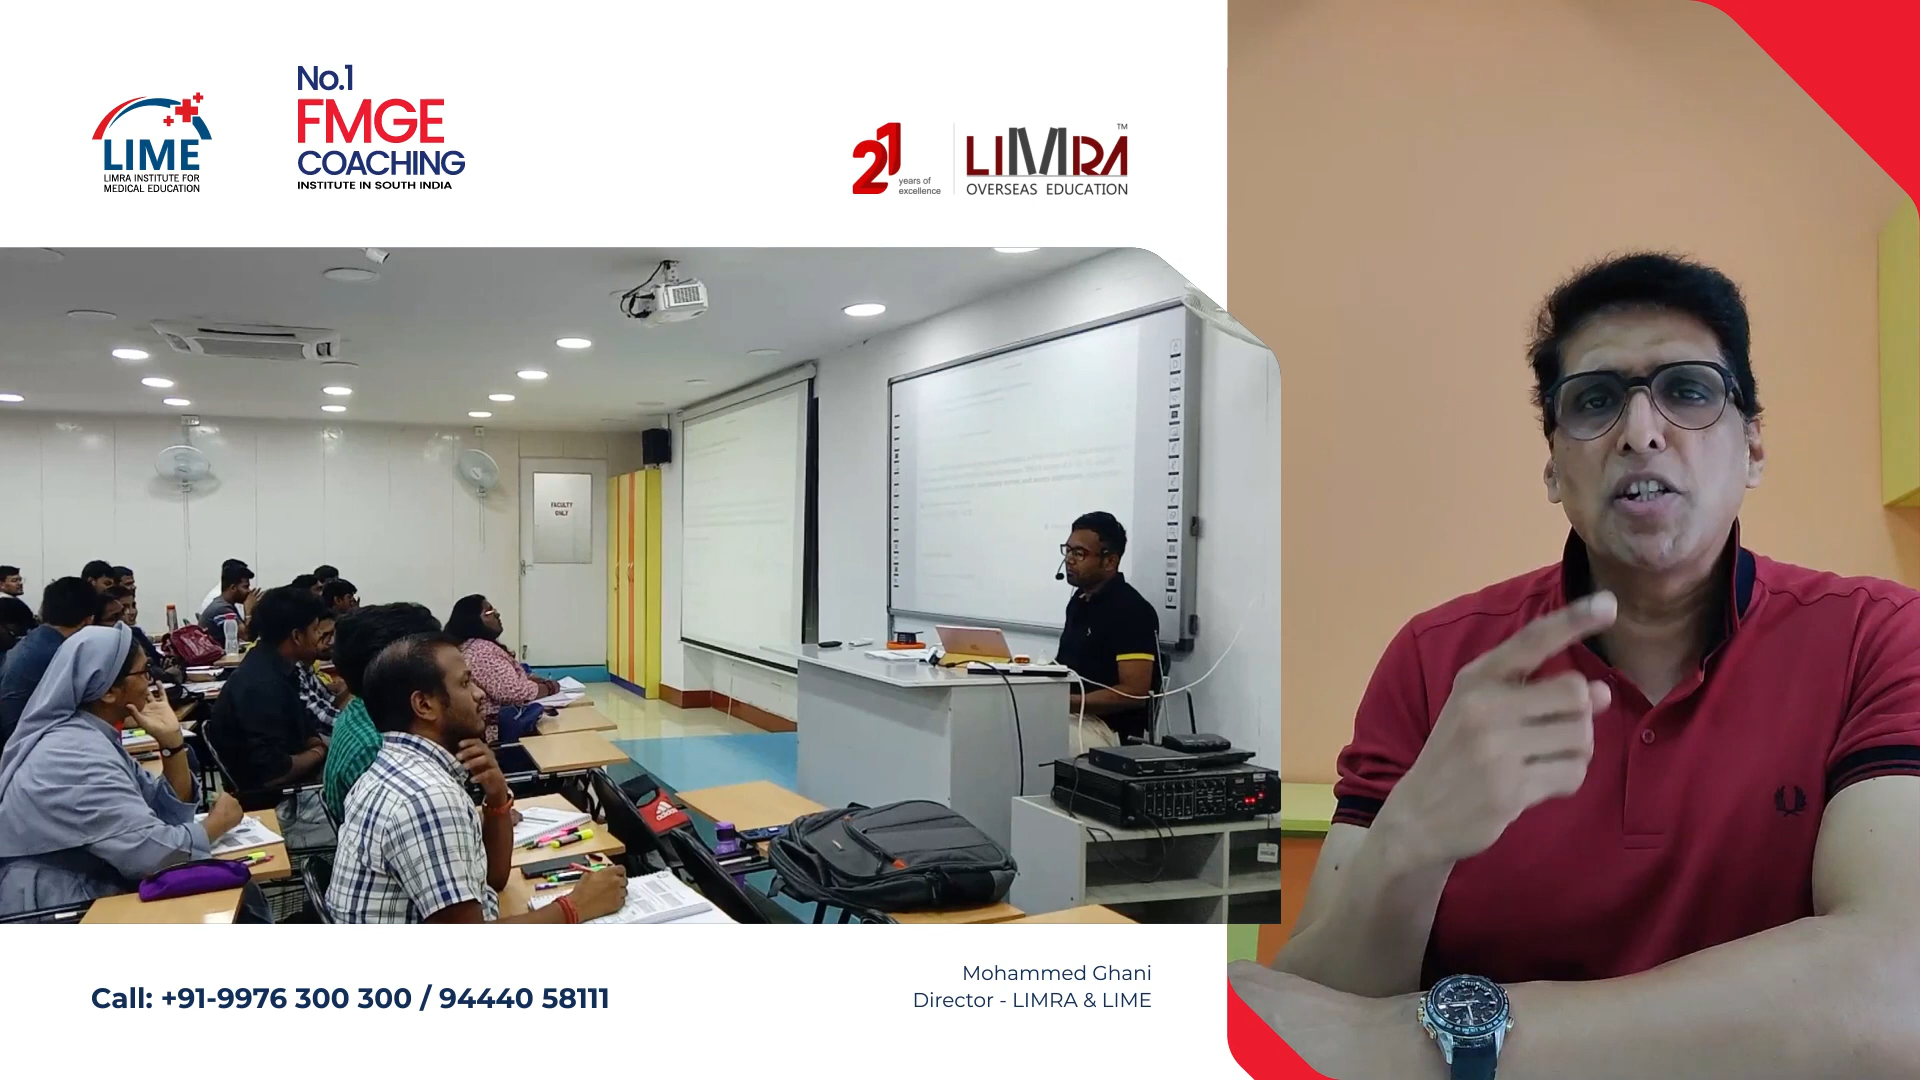 LIME
LIMRA INSTITUTE FOR
MEDICAL EDUCATION
No.1
FMGE
COACHING
INSTITUTE IN SOUTH INDIA
21
years of
excellence
LIMRA
TM
OVERSEAS EDUCATION
FACULTY
ONLY
adidas
Call: +91-9976 300 300 / 94440 58111
Mohammed Ghani
Director - LIMRA & LIME